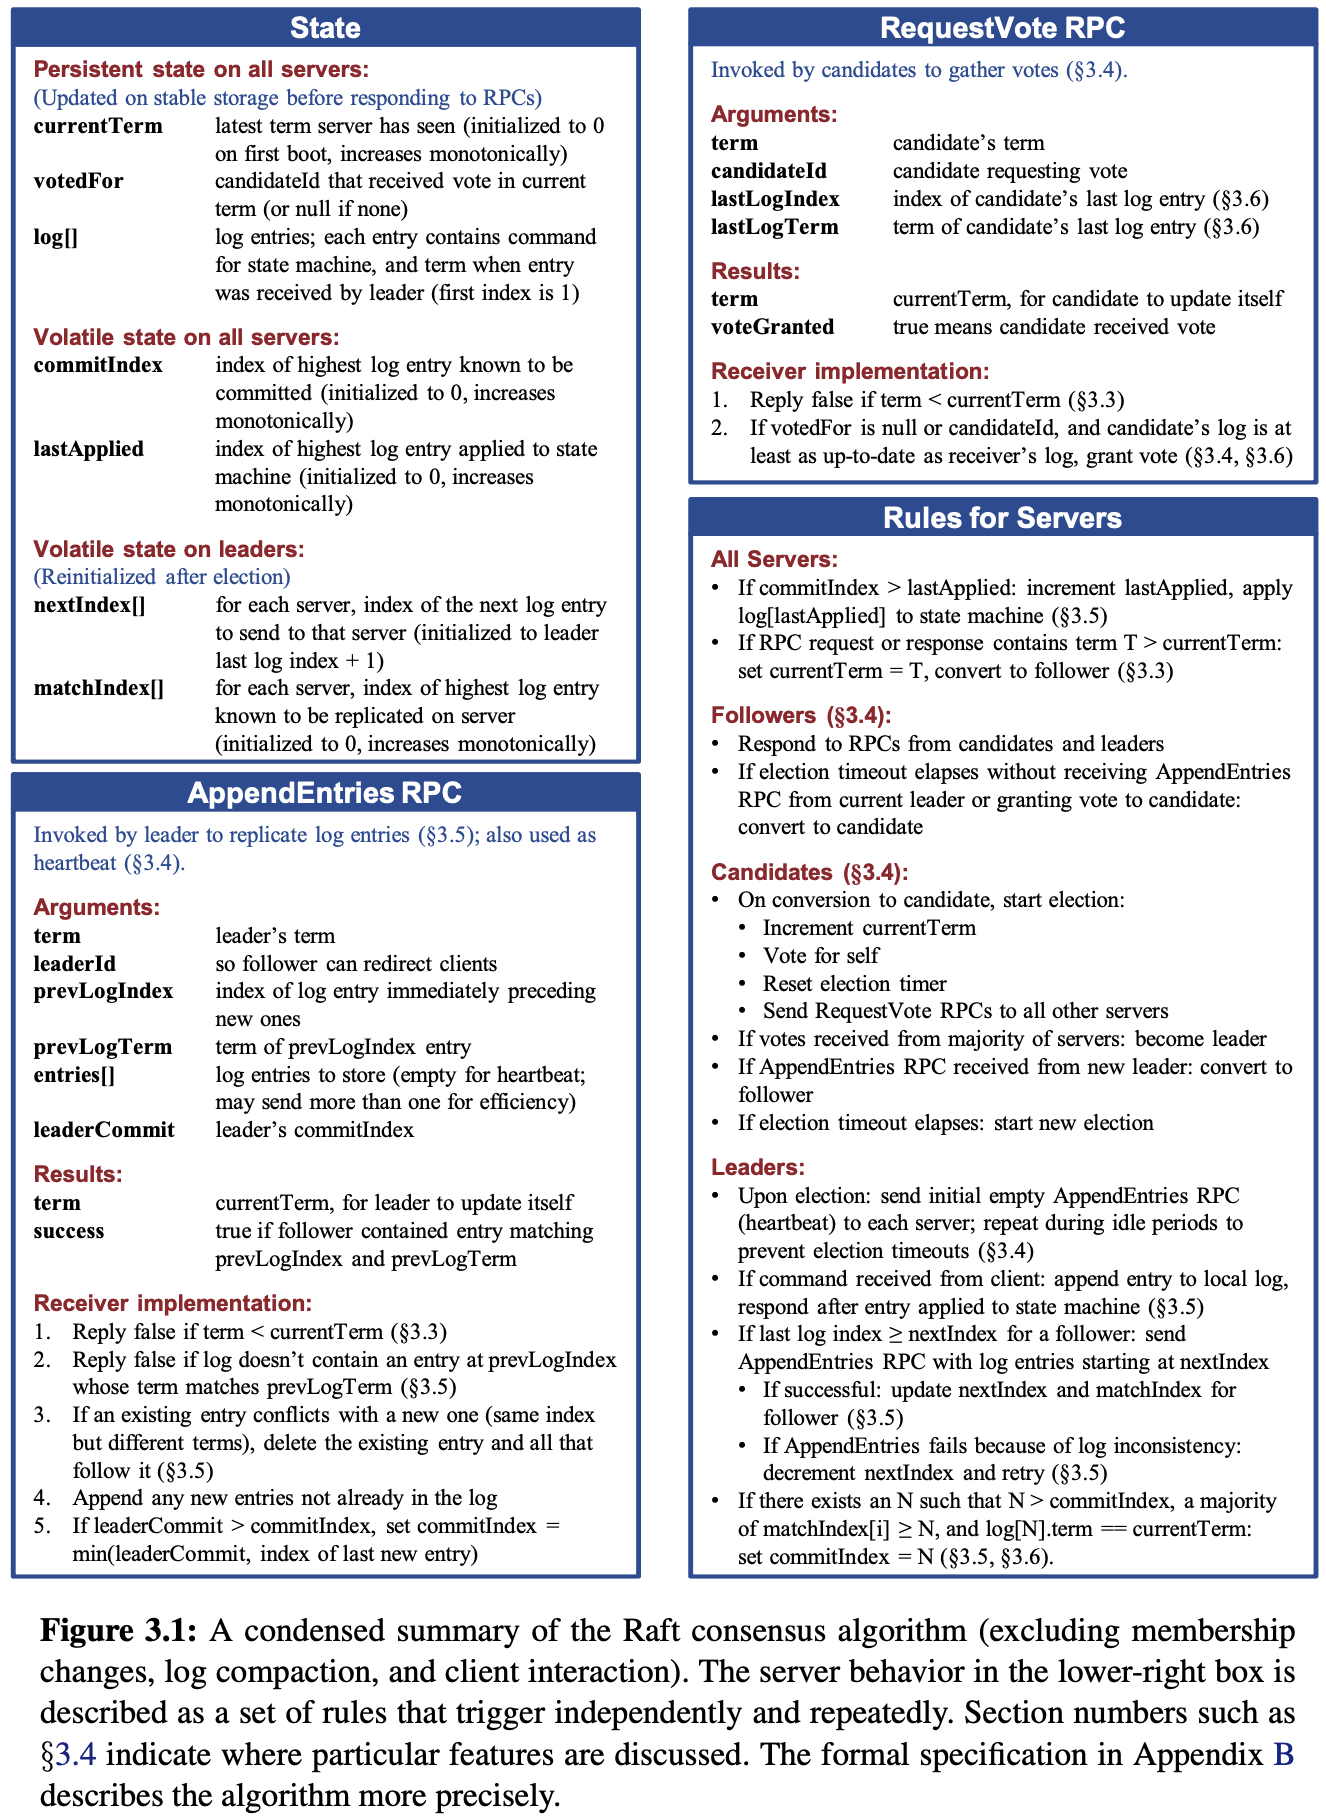 State
Persistent state on all servers:
(Updated on stable storage before responding to RPCs)
currentTerm latest term server has seen (initialized to 0
on first boot, increases monotonically)
votedFor candidateId that received vote in current
term (or null if none)
log[] log entries; each entry contains command
for state machine, and term when entry
was received by leader (first index is 1)
Volatile state on all servers:
commitIndex index of highest log entry known to be
committed (initialized to 0, increases
monotonically)
lastApplied index of highest log entry applied to state
machine (initialized to 0, increases
monotonically)
Volatile state on leaders:
(Reinitialized after election)
nextIndex[] for each server, index of the next log entry
to send to that server (initialized to leader
last log index + 1)
matchIndex[] for each server, index of highest log entry
known to be replicated on server
(initialized to 0, increases monotonically)
AppendEntries RPC
Invoked by leader to replicate log entries (§3.5); also used as
heartbeat (§3.4).
Arguments:
term leader’s term
leaderId so follower can redirect clients
prevLogIndex index of log entry immediately preceding
new ones
prevLogTerm term of prevLogIndex entry
entries[] log entries to store (empty for heartbeat;
may send more than one for efficiency)
leaderCommit leader’s commitIndex
Results:
term currentTerm, for leader to update itself
success true if follower contained entry matching
prevLogIndex and prevLogTerm
Receiver implementation:
1. Reply false if term < currentTerm (§3.3)
2. Reply false if log doesn’t contain an entry at prevLogIndex
whose term matches prevLogTerm (§3.5)
3. If an existing entry conflicts with a new one (same index
but different terms), delete the existing entry and all that
follow it (§3.5)
4. Append any new entries not already in the log
5. If leaderCommit > commitIndex, set commitIndex =
min(leaderCommit, index of last new entry)
RequestVote RPC
Invoked by candidates to gather votes (§3.4).
Arguments:
term candidate’s term
candidateId candidate requesting vote
lastLogIndex index of candidate’s last log entry (§3.6)
lastLogTerm term of candidate’s last log entry (§3.6)
Results:
term currentTerm, for candidate to update itself
voteGranted true means candidate received vote
Receiver implementation:
1. Reply false if term < currentTerm (§3.3)
2. If votedFor is null or candidateId, and candidate’s log is at
least as up-to-date as receiver’s log, grant vote (§3.4, §3.6)
Rules for Servers
All Servers:
• If commitIndex > lastApplied: increment lastApplied, apply
log[lastApplied] to state machine (§3.5)
• If RPC request or response contains term T > currentTerm:
set currentTerm = T, convert to follower (§3.3)
Followers (§3.4):
• Respond to RPCs from candidates and leaders
• If election timeout elapses without receiving AppendEntries
RPC from current leader or granting vote to candidate:
convert to candidate
Candidates (§3.4):
• On conversion to candidate, start election:
• Increment currentTerm
• Vote for self
• Reset election timer
• Send RequestVote RPCs to all other servers
• If votes received from majority of servers: become leader
• If AppendEntries RPC received from new leader: convert to
follower
• If election timeout elapses: start new election
Leaders:
• Upon election: send initial empty AppendEntries RPC
(heartbeat) to each server; repeat during idle periods to
prevent election timeouts (§3.4)
• If command received from client: append entry to local log,
respond after entry applied to state machine (§3.5)
• If last log index ≥ nextIndex for a follower: send
AppendEntries RPC with log entries starting at nextIndex
• If successful: update nextIndex and matchIndex for
follower (§3.5)
• If AppendEntries fails because of log inconsistency:
decrement nextIndex and retry (§3.5)
• If there exists an N such that N > commitIndex, a majority
of matchIndex[i] ≥ N, and log[N].term == currentTerm:
set commitIndex = N (§3.5, §3.6).
Figure 3.1: A condensed summary of the Raft consensus algorithm (excluding membership
changes, log compaction, and client interaction). The server behavior in the lower-right box is
described as a set of rules that trigger independently and repeatedly. Section numbers such as
§3.4 indicate where particular features are discussed. The formal specification in Appendix B
describes the algorithm more precisely.